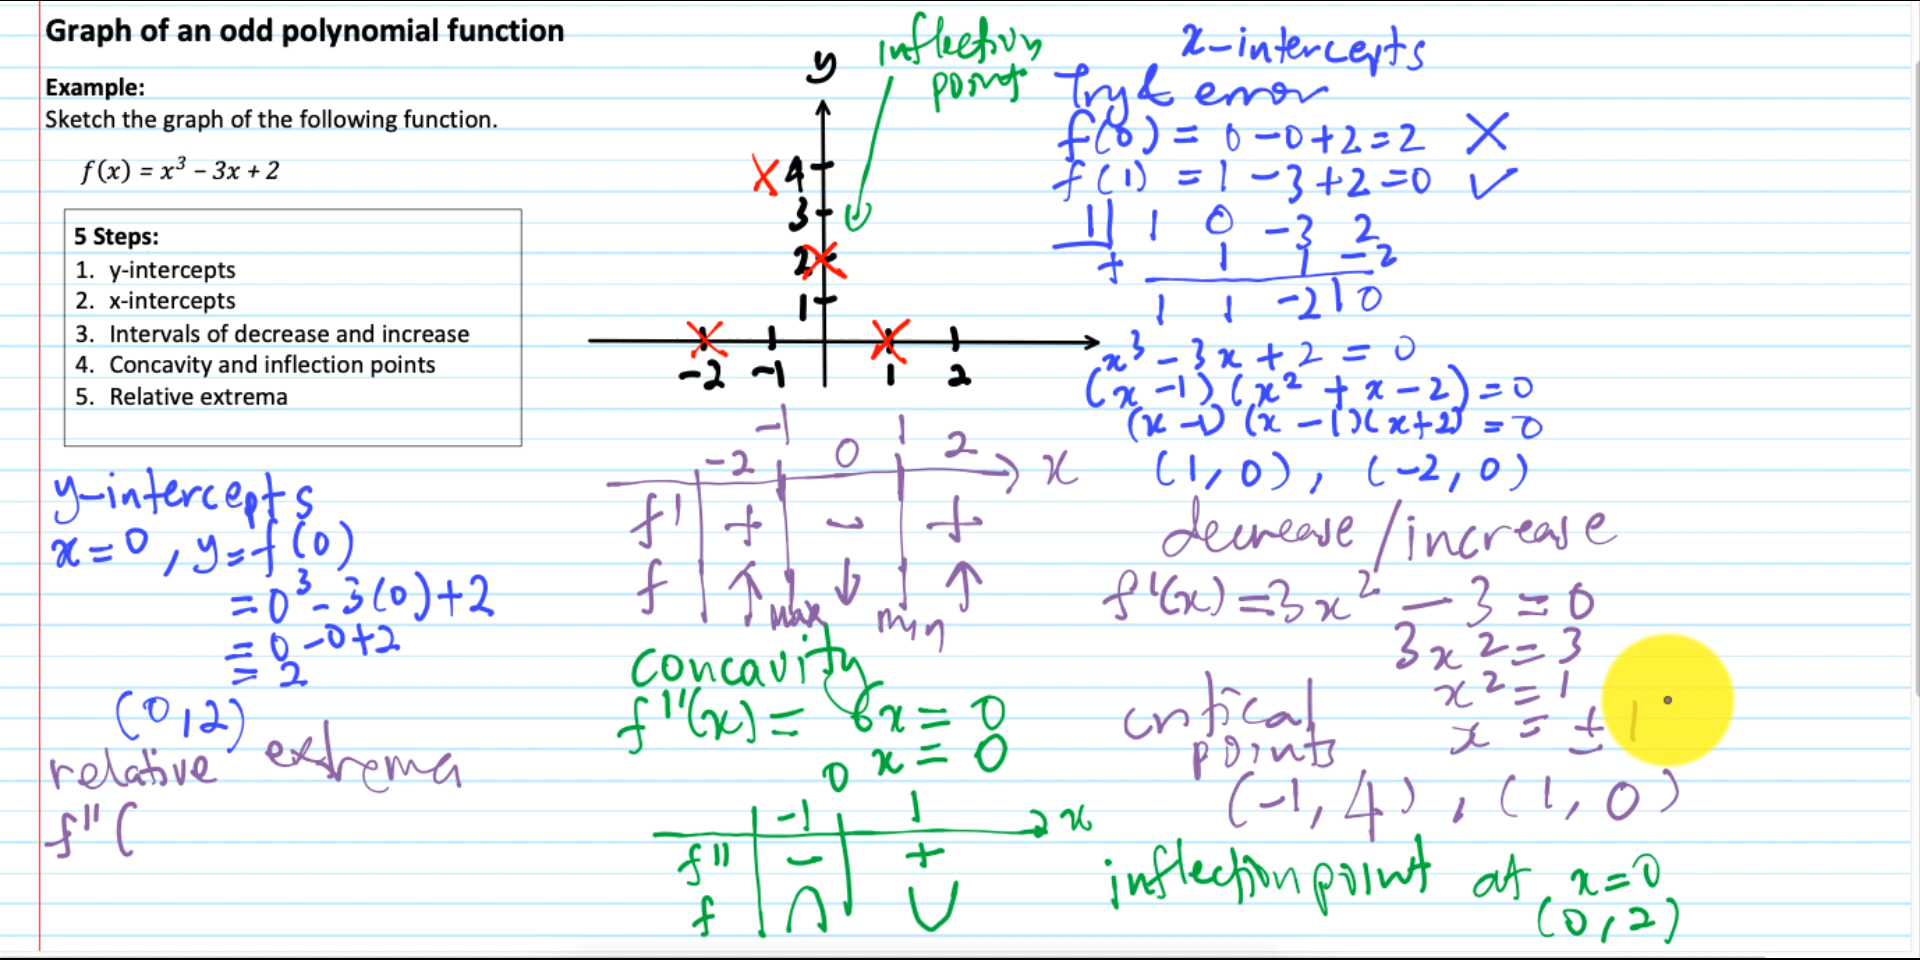 Graph of an odd polynomial function
Example:
Sketch the graph of the following function.
f(x) = x³ − 3x + 2
5 Steps:
1. y-intercepts
2. x-intercepts
3. Intervals of decrease and increase
4. Concavity and inflection points
5. Relative extrema
y-intercepts
x=0, y=f(0)
=0³-3(0)+2
=0-0+2
=2
(0,2)
relative extrema
f''(
inflection
point
y
4
3
2
1
-2 -1 1 2
-1 1
-2 0 2 x
f' + - +
f ↑ max ↓ min ↑
concavity
f''(x) = 6x = 0
x = 0
0
-1 1 x
f'' - +
f ∩ ∪
x-intercepts
Try & error
f(0) = 0-0+2=2 ×
f(1) = 1-3+2=0 ✓
1| 1 0 -3 2
+ 1 1 -2
1 1 -2|0
x³-3x+2=0
(x-1)(x²+x-2)=0
(x-1)(x-1)(x+2)=0
(1,0), (-2,0)
decrease/increase
f'(x)=3x²-3=0
3x²=3
x²=1
x = ±1
critical
points
(-1,4), (1,0)
inflection point at x=0
(0,2)